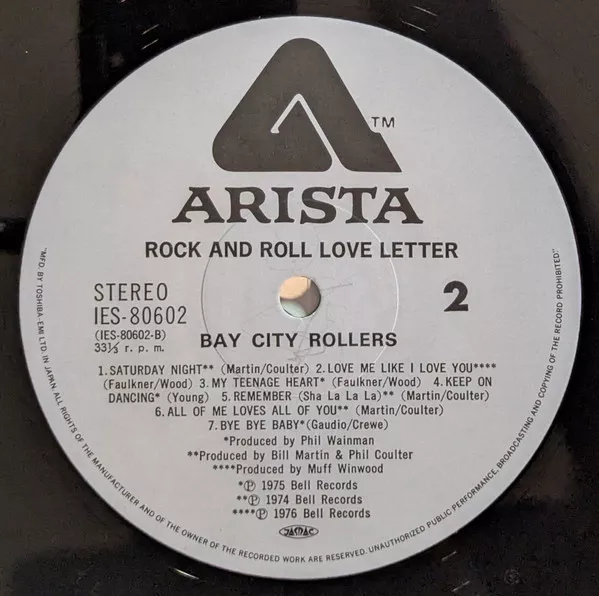 TM
ARISTA
ROCK AND ROLL LOVE LETTER
STEREO
IES-80602
(IES-80602-B)
33⅓ r. p. m.
2
BAY CITY ROLLERS
1.SATURDAY NIGHT** (Martin/Coulter) 2.LOVE ME LIKE I LOVE YOU****
(Faulkner/Wood) 3.MY TEENAGE HEART* (Faulkner/Wood) 4.KEEP ON
DANCING* (Young) 5.REMEMBER (Sha La La La)** (Martin/Coulter)
6.ALL OF ME LOVES ALL OF YOU** (Martin/Coulter)
7.BYE BYE BABY*(Gaudio/Crewe)
*Produced by Phil Wainman
**Produced by Bill Martin & Phil Coulter
****Produced by Muff Winwood
*Ⓟ 1975 Bell Records
**Ⓟ 1974 Bell Records
****Ⓟ 1976 Bell Records
JASRAC
"MFD. BY TOSHIBA EMI LTD. IN JAPAN. ALL RIGHTS OF THE MANUFACTURER AND OF THE OWNER OF THE RECORDED WORK ARE RESERVED. UNAUTHORIZED PUBLIC PERFORMANCE, BROADCASTING AND COPYING OF THE RECORD PROHIBITED."